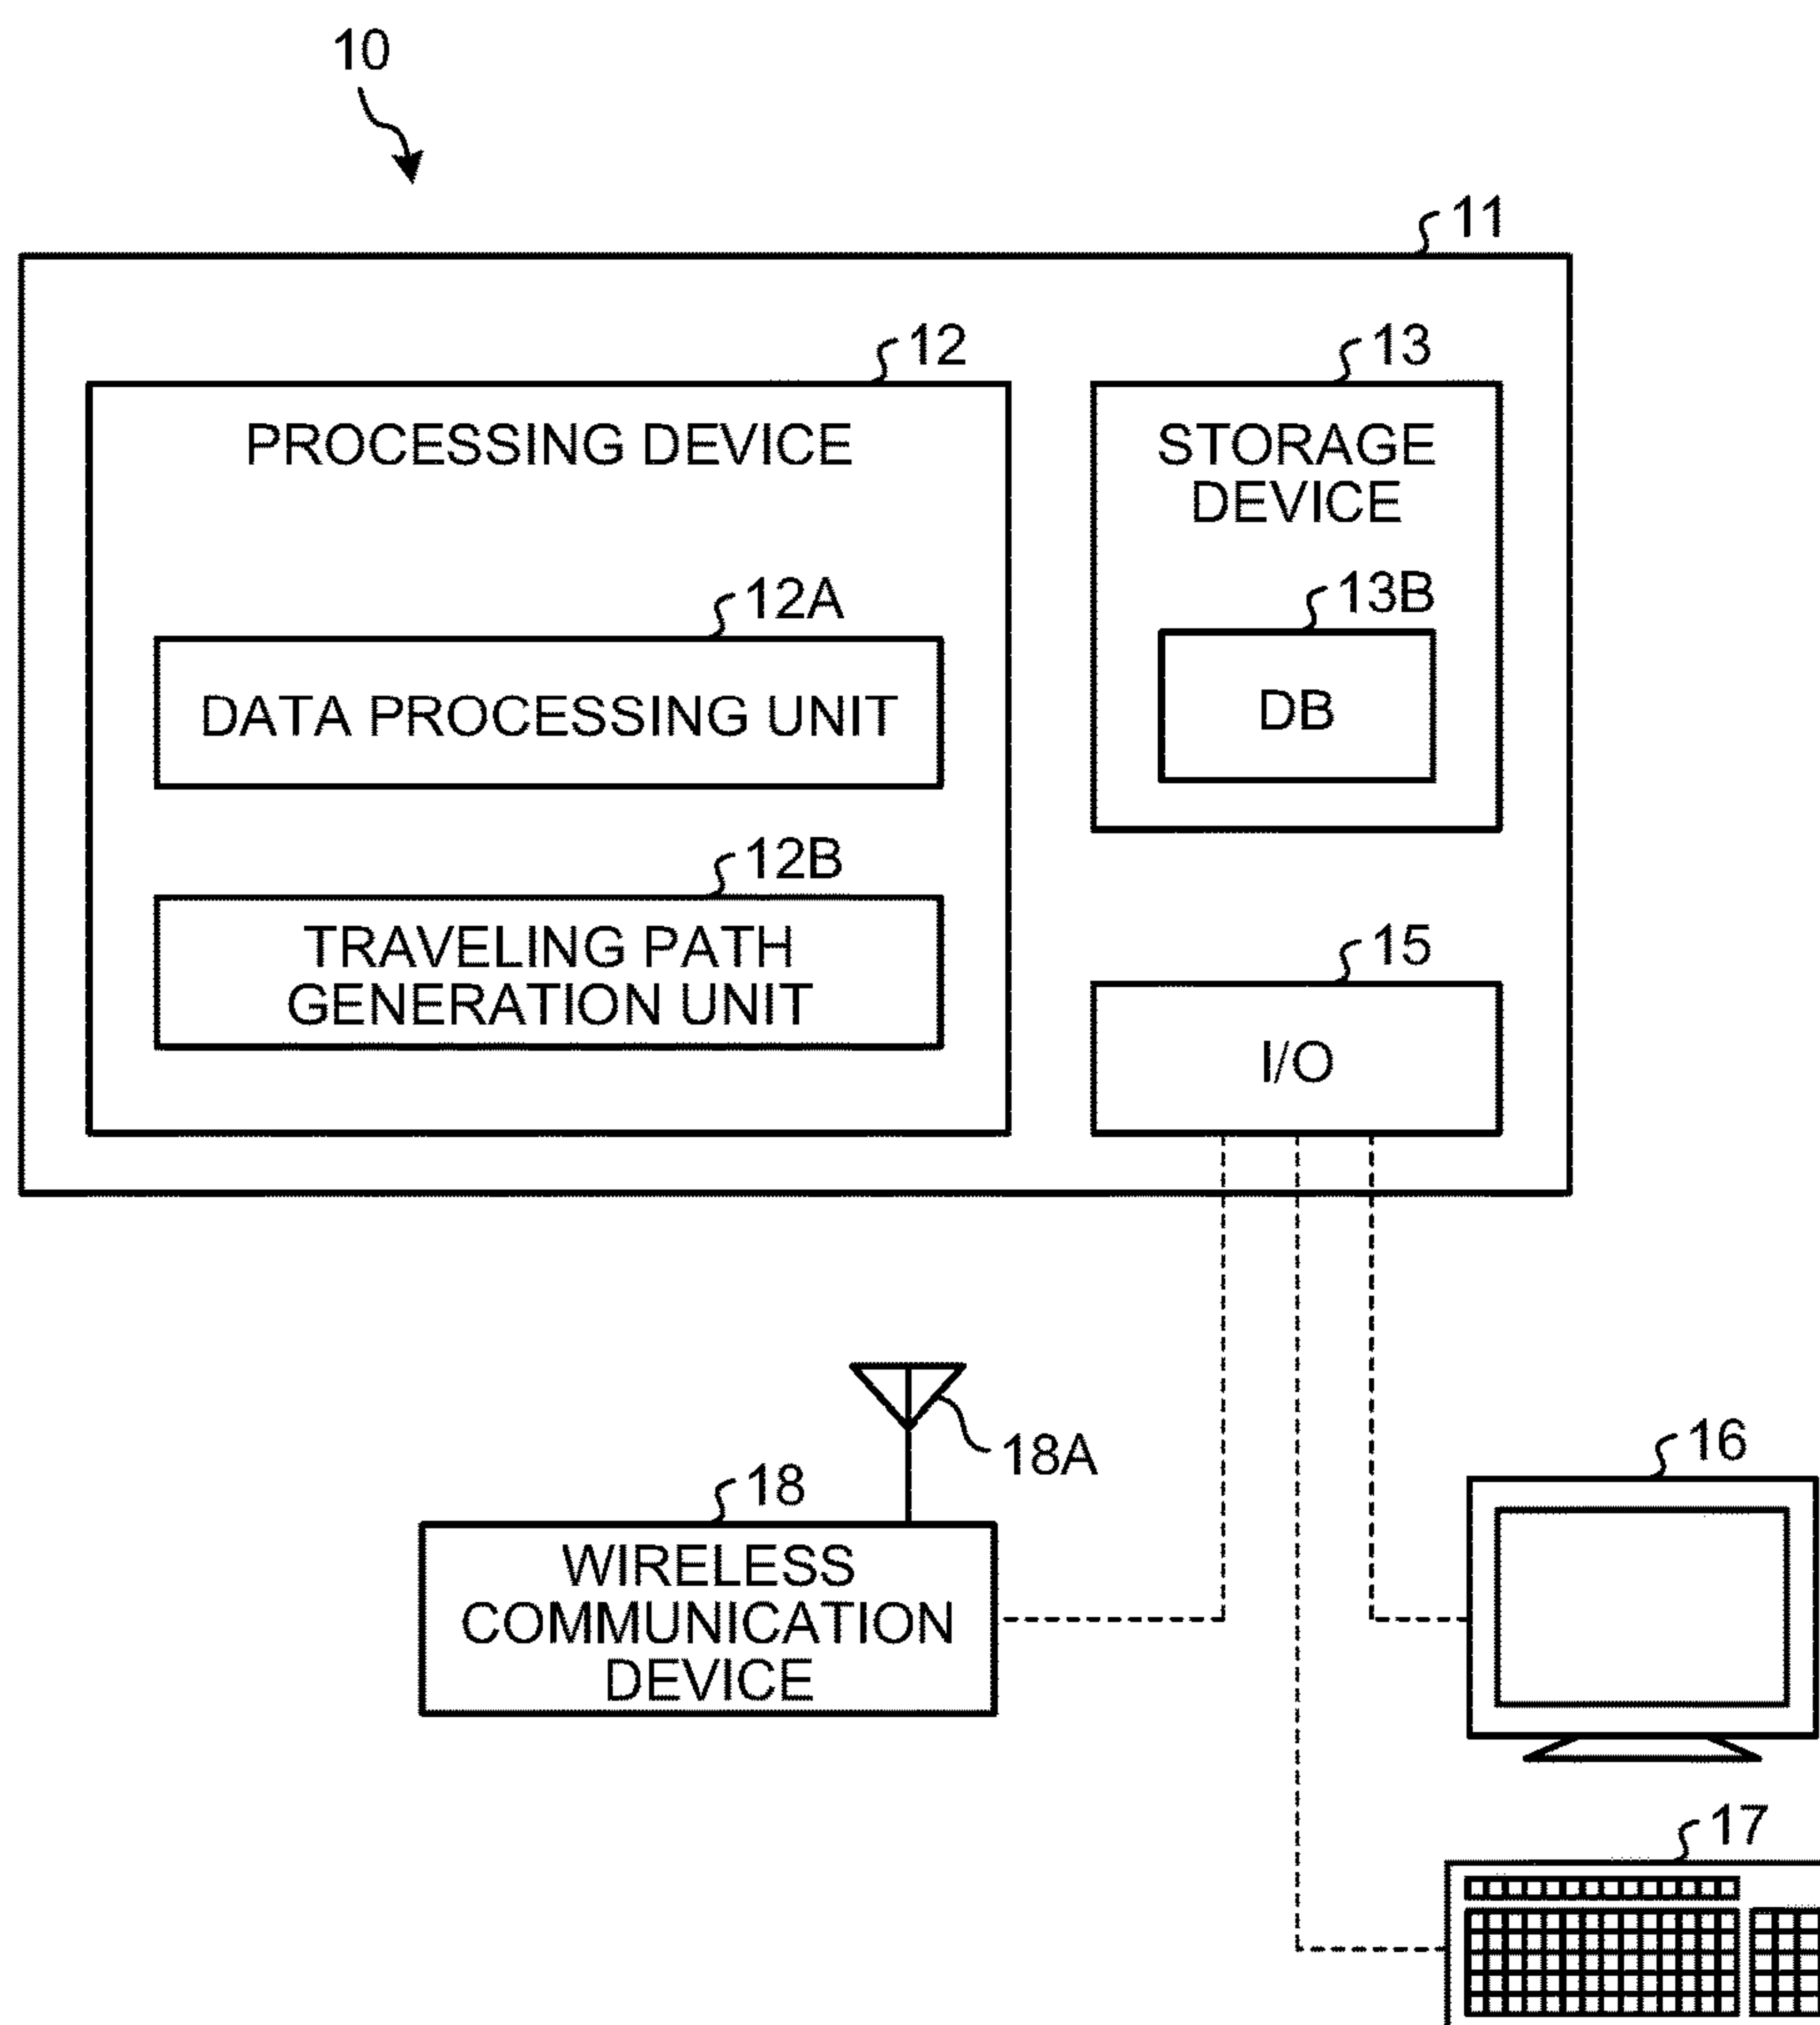 10
11
12
13
PROCESSING DEVICE
STORAGE
DEVICE
12A
13B
DATA PROCESSING UNIT
DB
12B
TRAVELING PATH
GENERATION UNIT
15
I/O
18A
16
18
WIRELESS
COMMUNICATION
DEVICE
17